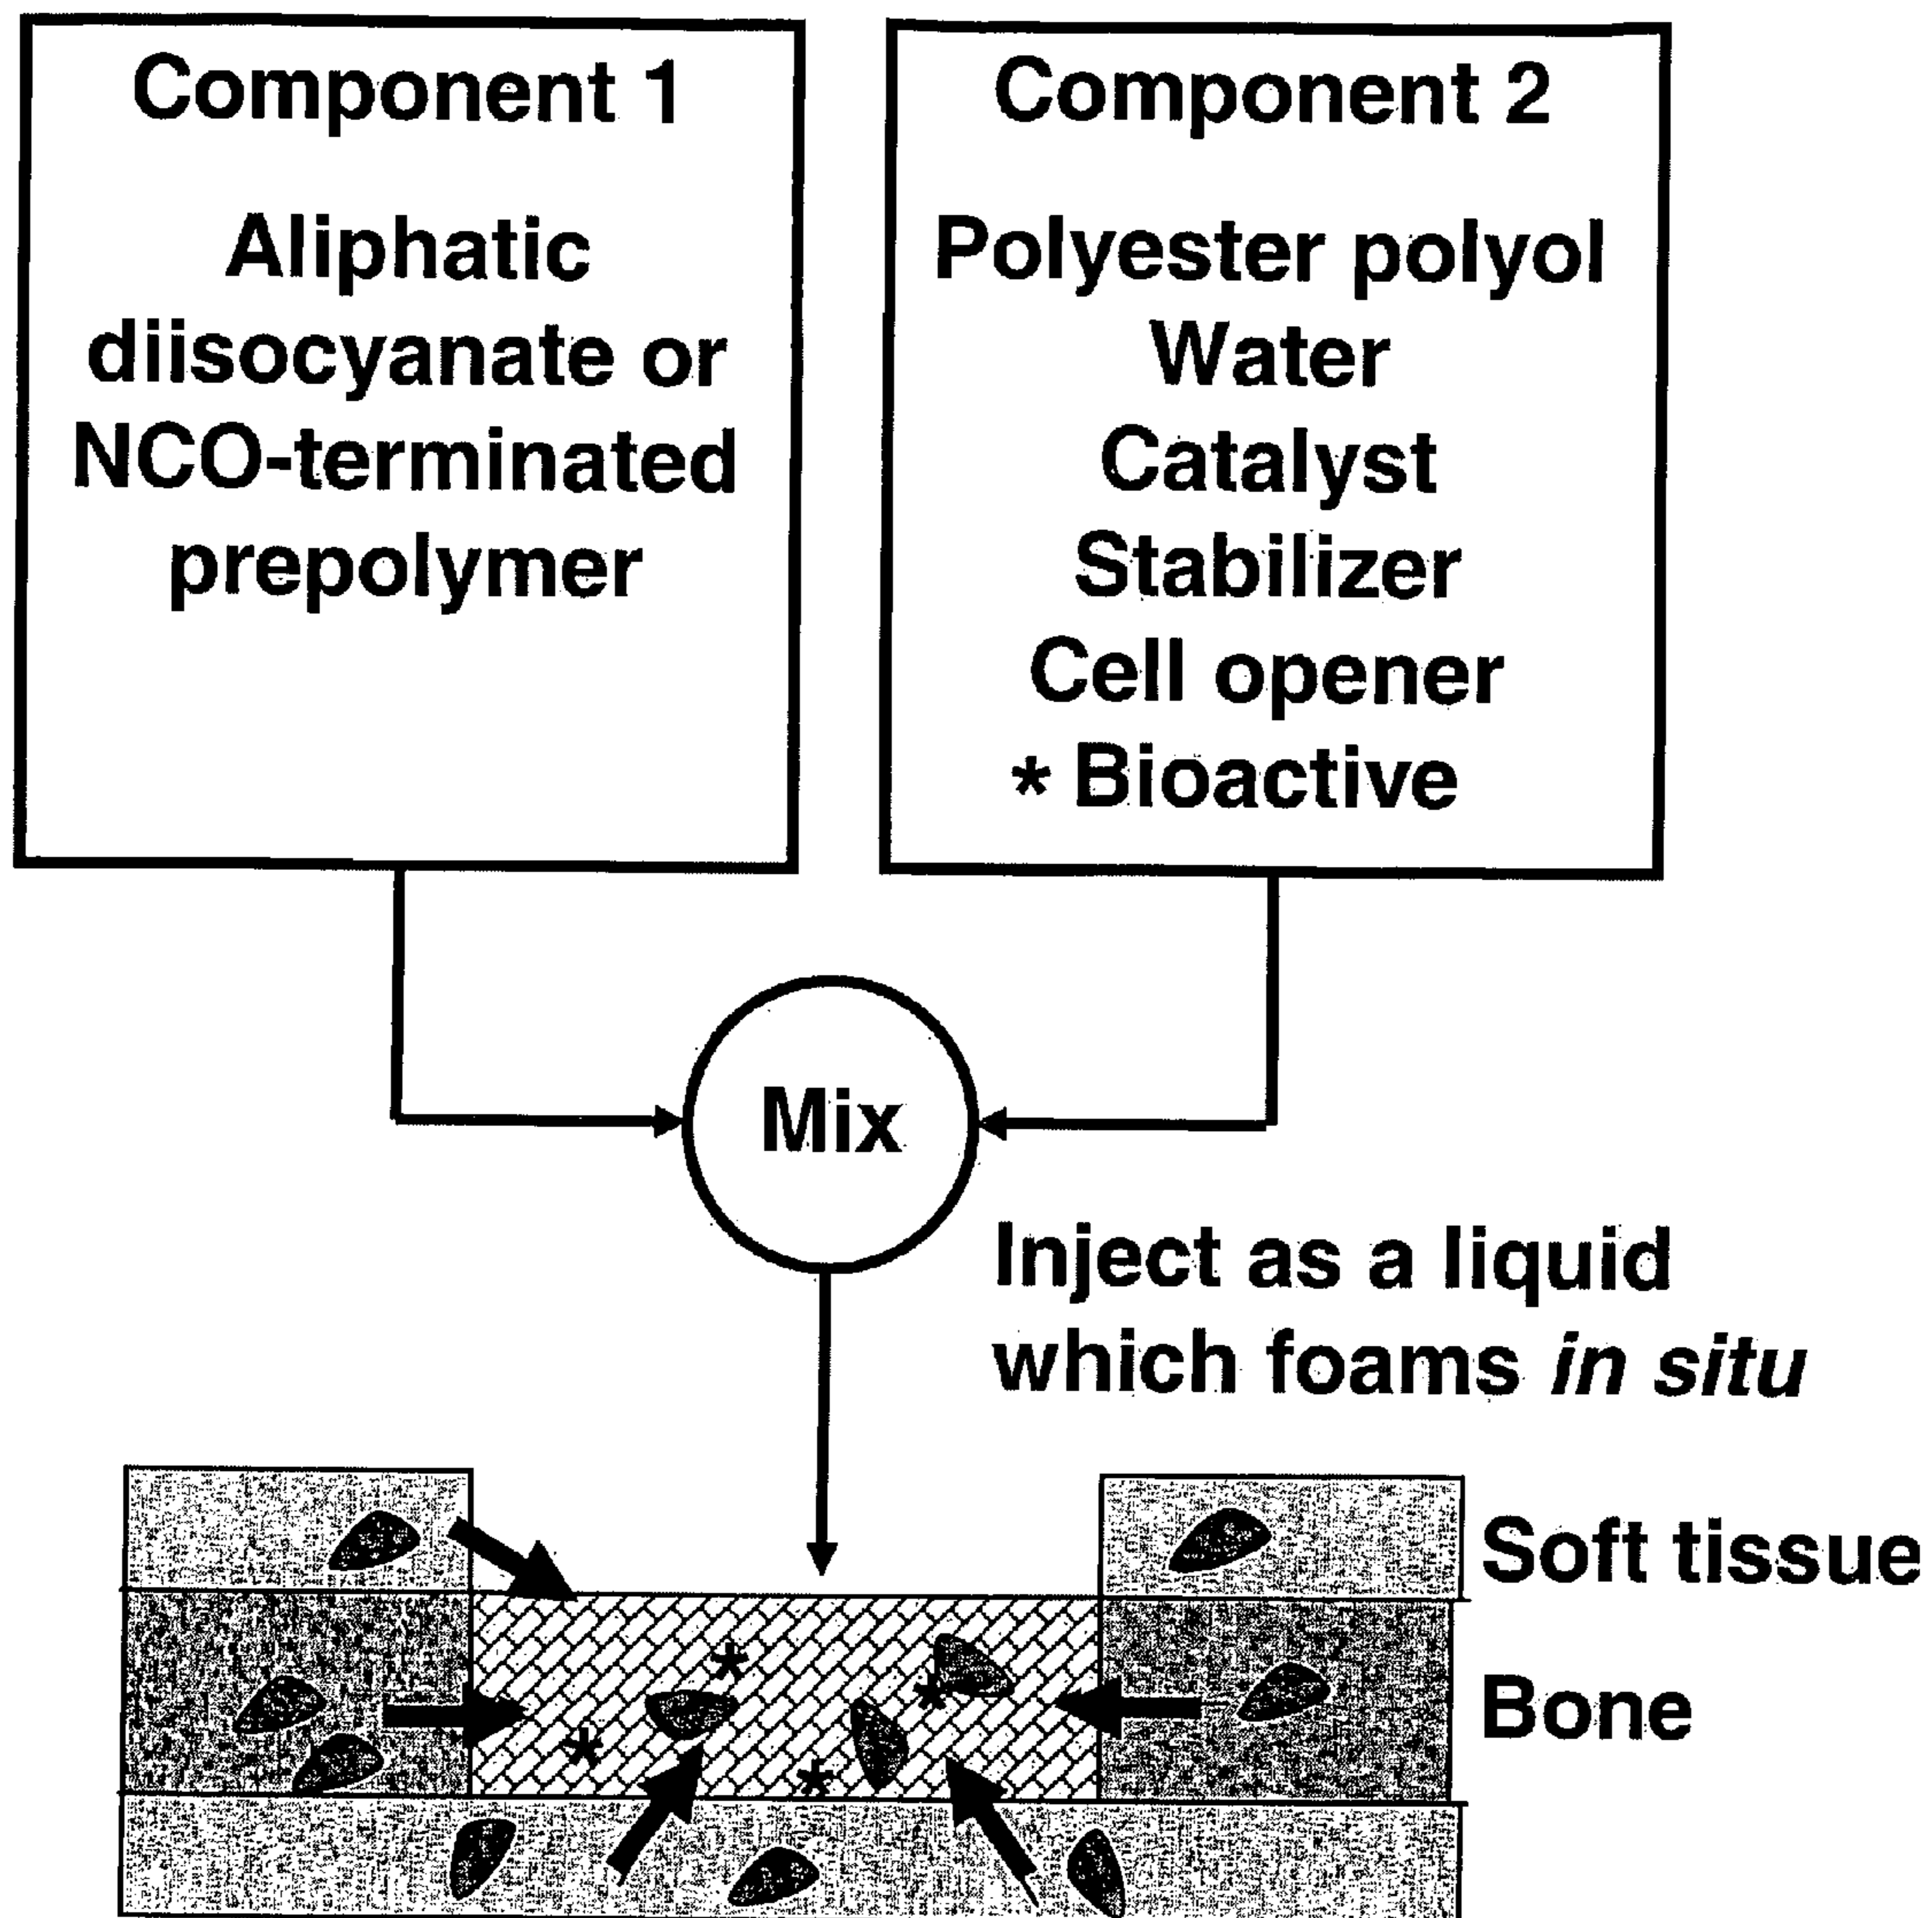 Component 1
Aliphatic
diisocyanate or
NCO-terminated
prepolymer
Component 2
Polyester polyol
Water
Catalyst
Stabilizer
Cell opener
* Bioactive
Mix
Inject as a liquid
which foams in situ
Soft tissue
Bone